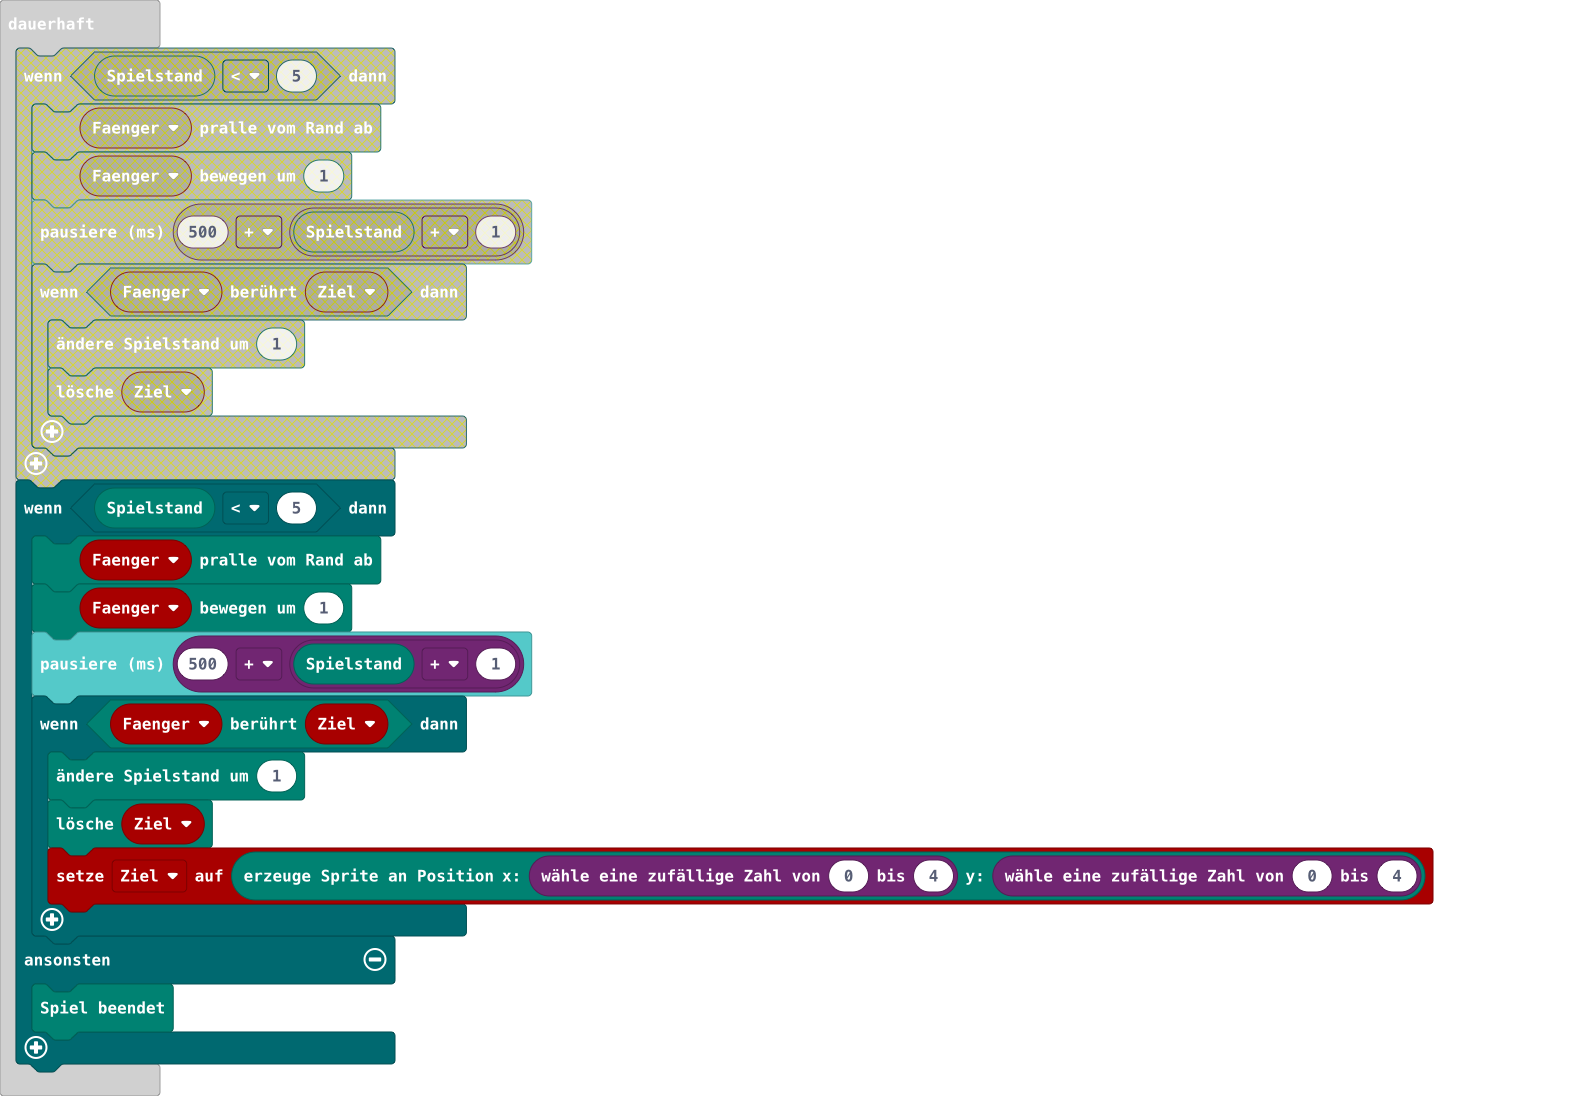 dauerhaft
wenn Spielstand < 5 dann
Faenger pralle vom Rand ab
Faenger bewegen um 1
pausiere (ms) 500 + Spielstand + 1
wenn Faenger berührt Ziel dann
ändere Spielstand um 1
lösche Ziel
wenn Spielstand < 5 dann
Faenger pralle vom Rand ab
Faenger bewegen um 1
pausiere (ms) 500 + Spielstand + 1
wenn Faenger berührt Ziel dann
ändere Spielstand um 1
lösche Ziel
setze Ziel auf erzeuge Sprite an Position x: wähle eine zufällige Zahl von 0 bis 4 y: wähle eine zufällige Zahl von 0 bis 4
ansonsten
Spiel beendet